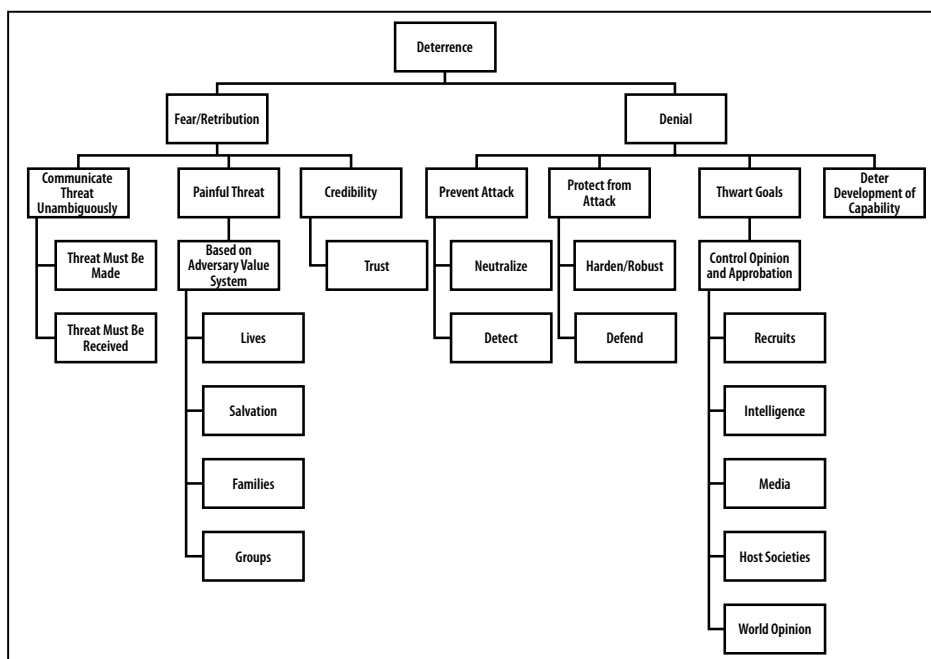 Deterrence
Fear/Retribution
Denial
Communicate
Threat
Unambiguously
Painful Threat
Credibility
Prevent Attack
Protect from
Attack
Thwart Goals
Deter
Development of
Capability
Threat Must Be
Made
Based on
Adversary Value
System
Trust
Neutralize
Harden/Robust
Control Opinion
and Approbation
Threat Must Be
Received
Lives
Detect
Defend
Recruits
Salvation
Intelligence
Families
Media
Groups
Host Societies
World Opinion